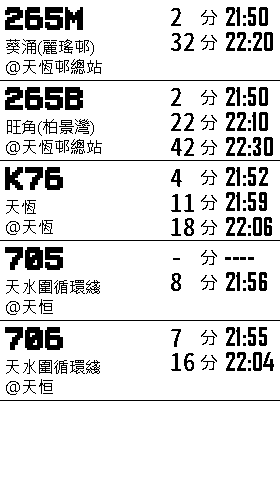 265M 2 分 21:50
葵涌(麗瑤邨) 32 分 22:20
@天恆邨總站
265B 2 分 21:50
旺角(柏景灣) 22 分 22:10
@天恆邨總站 42 分 22:30
K76 4 分 21:52
天恆 11 分 21:59
@天恆 18 分 22:06
705 - 分 ----
天水圍循環綫 8 分 21:56
@天恒
706 7 分 21:55
天水圍循環綫 16 分 22:04
@天恒